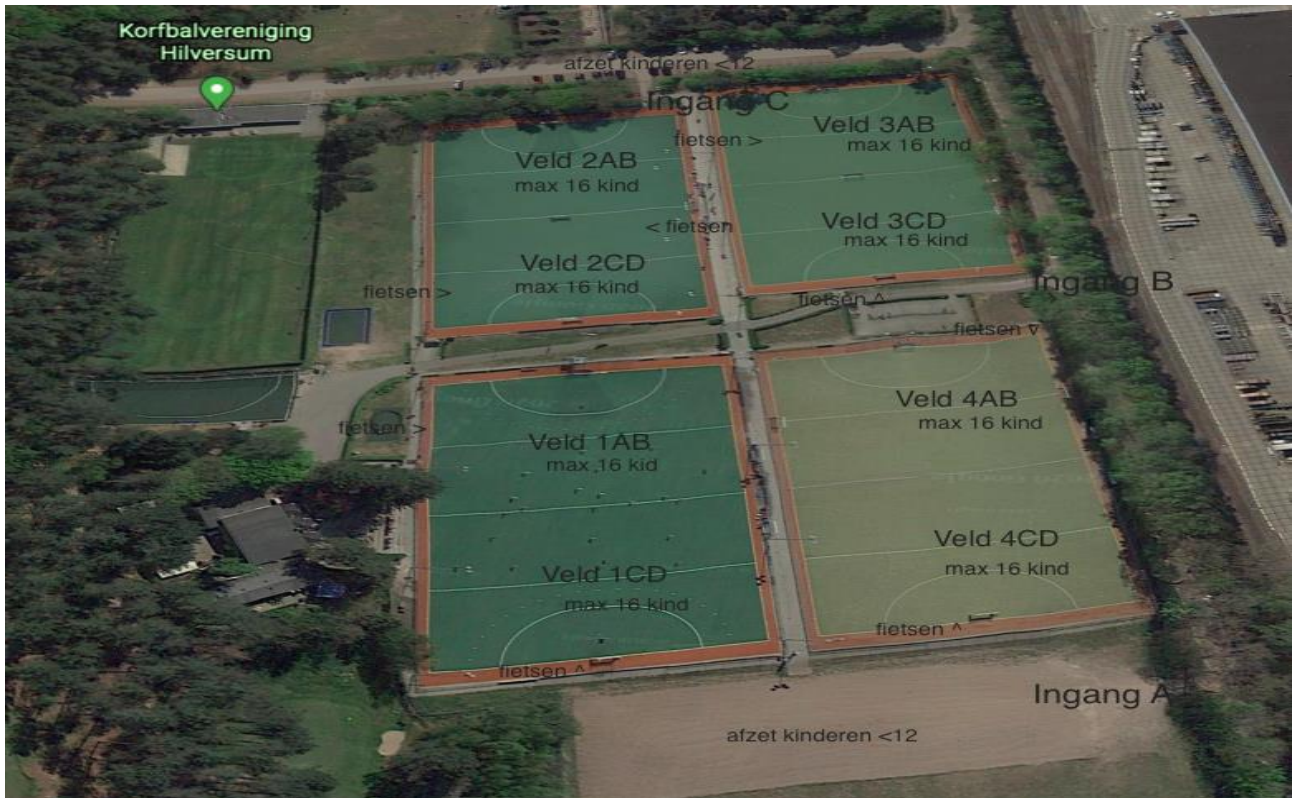 Korfbalvereniging
Hilversum
afzet kinderen <12
Ingang C
fietsen >
Veld 3AB
max 16 kind
Veld 2AB
max 16 kind
< fietsen
Veld 3CD
max 16 kind
Veld 2CD
max 16 kind
fietsen >
Ingang B
fietsen ^
fietsen v
Veld 4AB
max 16 kind
fietsen >
Veld 1AB
max 16 kid
Veld 4CD
max 16 kind
Veld 1CD
max 16 kind
fietsen ^
fietsen ^
Ingang A
afzet kinderen <12